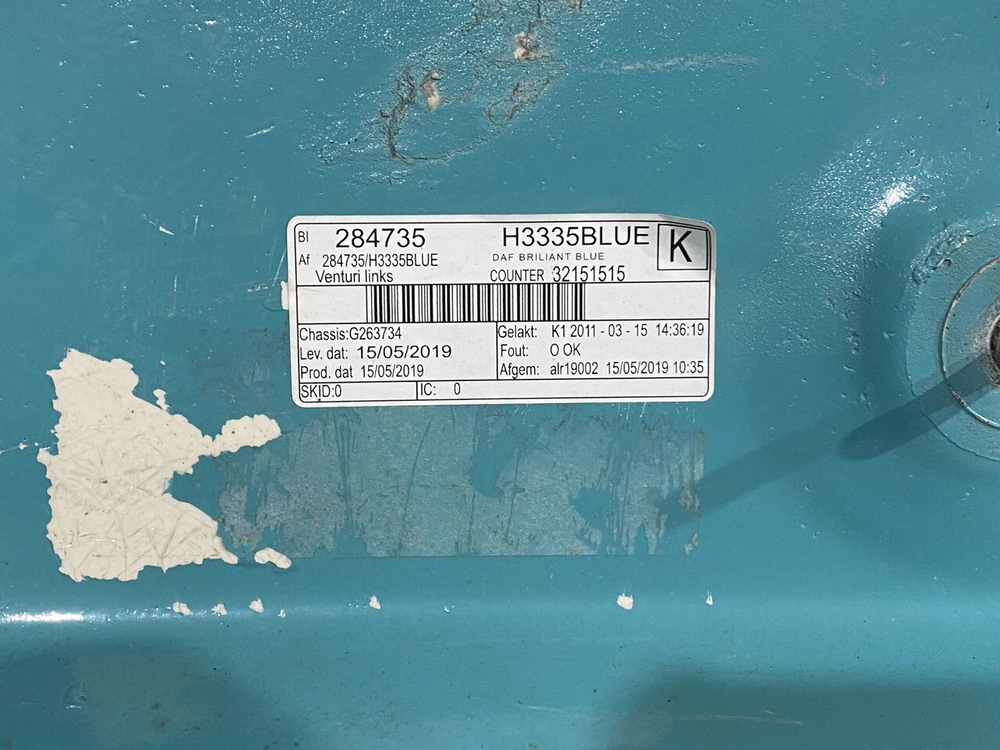 Bl 284735 H3335BLUE K
Af 284735/H3335BLUE DAF BRILIANT BLUE
Venturi links COUNTER 32151515
Chassis:G263734 Gelakt: K1 2011 - 03 - 15 14:36:19
Lev. dat: 15/05/2019 Fout: O OK
Prod. dat 15/05/2019 Afgem: alr19002 15/05/2019 10:35
SKID:0 IC: 0